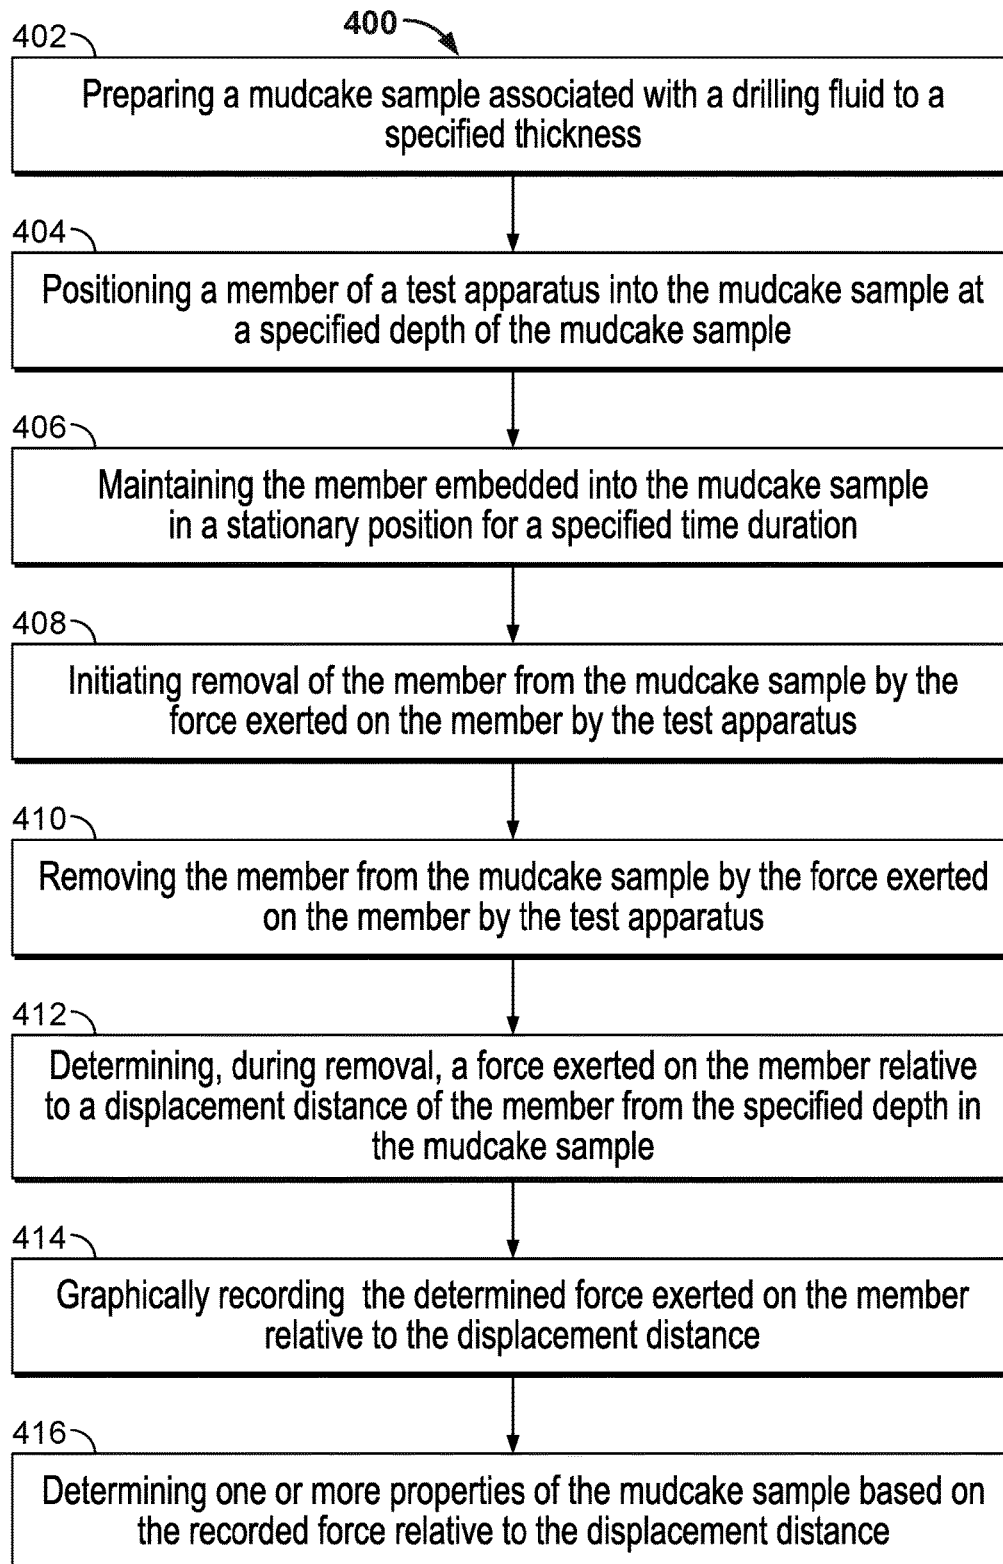 400
402
Preparing a mudcake sample associated with a drilling fluid to a
specified thickness
404
Positioning a member of a test apparatus into the mudcake sample at
a specified depth of the mudcake sample
406
Maintaining the member embedded into the mudcake sample
in a stationary position for a specified time duration
408
Initiating removal of the member from the mudcake sample by the
force exerted on the member by the test apparatus
410
Removing the member from the mudcake sample by the force exerted
on the member by the test apparatus
412
Determining, during removal, a force exerted on the member relative
to a displacement distance of the member from the specified depth in
the mudcake sample
414
Graphically recording the determined force exerted on the member
relative to the displacement distance
416
Determining one or more properties of the mudcake sample based on
the recorded force relative to the displacement distance